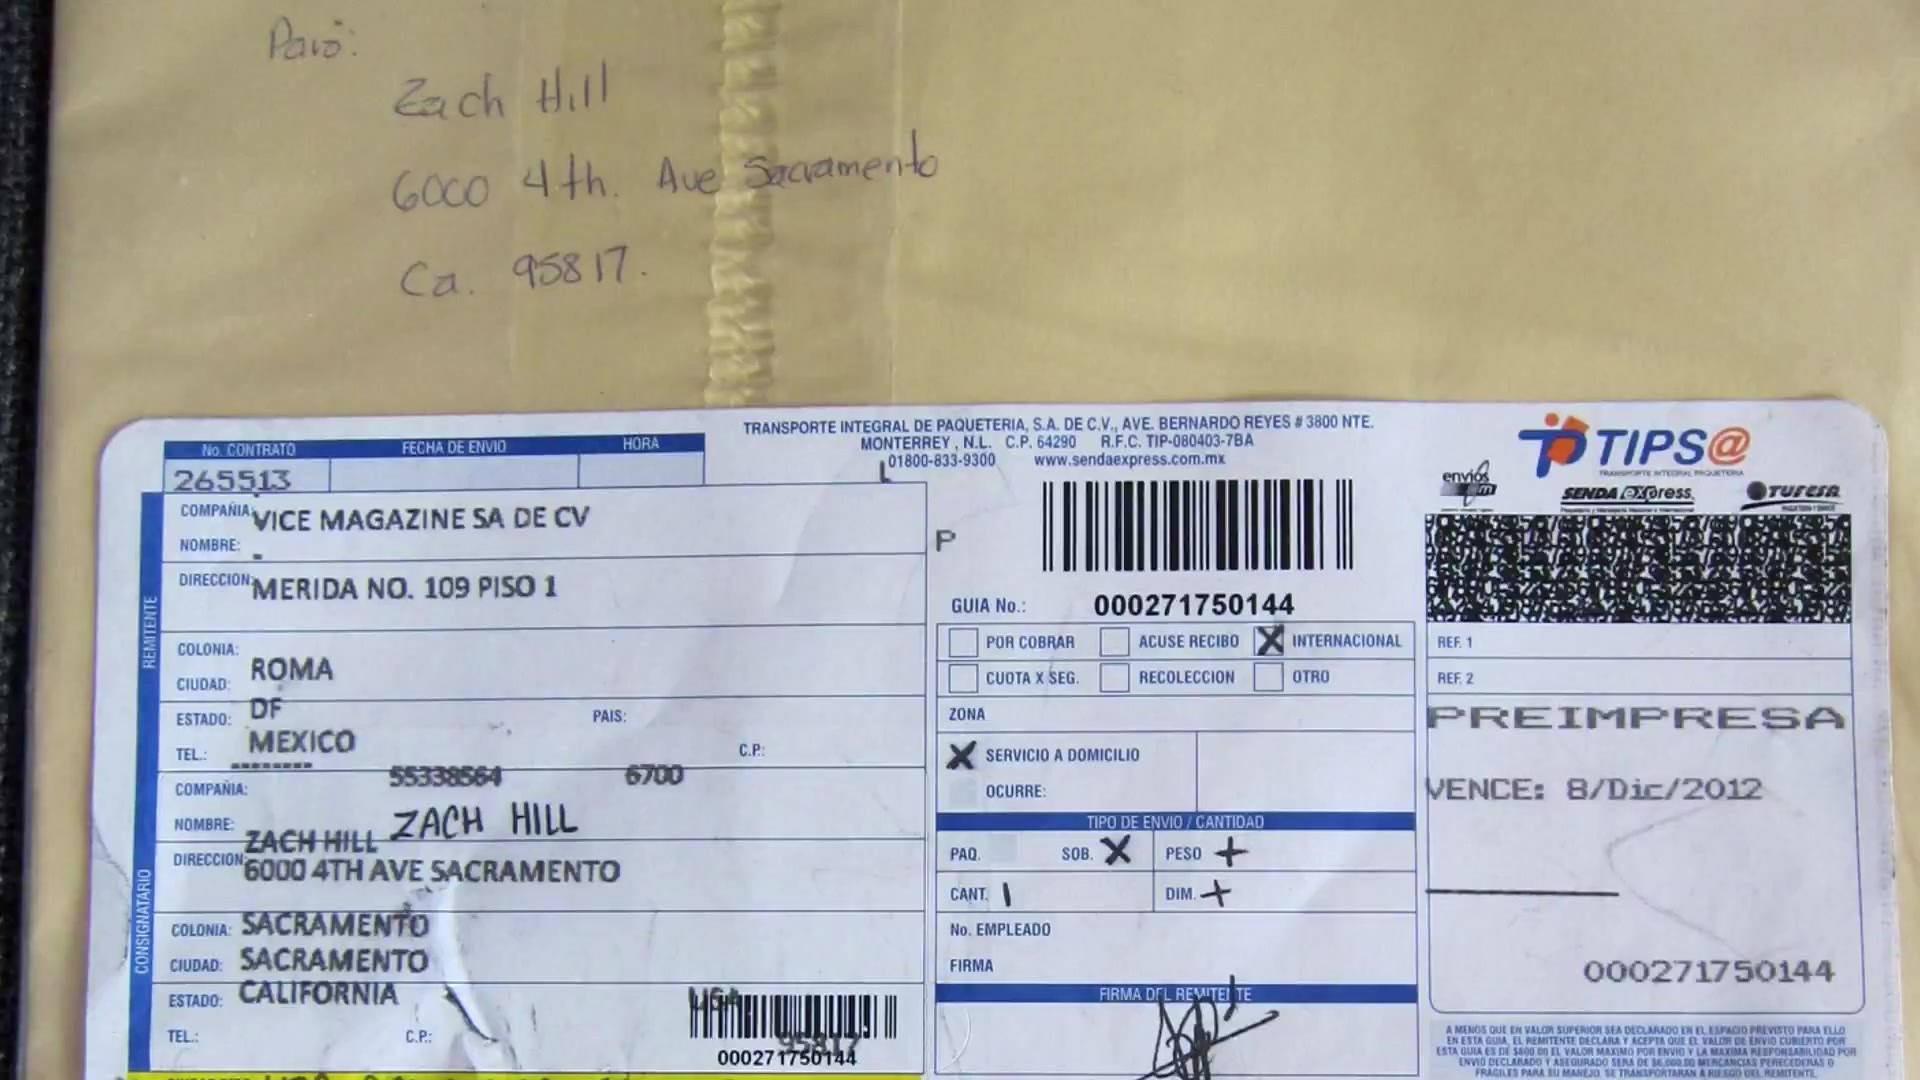 Para:
Zach Hill
6000 4th. Ave Sacramento
Ca. 95817.
TRANSPORTE INTEGRAL DE PAQUETERIA, S.A. DE C.V., AVE. BERNARDO REYES # 3800 NTE.
MONTERREY, N.L. C.P. 64290 R.F.C. TIP-080403-7BA
01800-833-9300 www.sendaexpress.com.mx
TIPS@
TRANSPORTE INTEGRAL PAQUETERIA
envíos
SENDA express
TUFESA
No. CONTRATO FECHA DE ENVIO HORA
265513
REMITENTE
COMPAÑIA: VICE MAGAZINE SA DE CV
NOMBRE:
DIRECCION: MERIDA NO. 109 PISO 1
COLONIA: ROMA
CIUDAD:
ESTADO: DF PAIS:
TEL.: MEXICO C.P.:
55338564 6700
CONSIGNATARIO
COMPAÑIA:
NOMBRE: ZACH HILL ZACH HILL
DIRECCION: 6000 4TH AVE SACRAMENTO
COLONIA: SACRAMENTO
CIUDAD: SACRAMENTO
ESTADO: CALIFORNIA USA
TEL.: C.P.: 95817
000271750144
P
GUIA No.: 000271750144
POR COBRAR ACUSE RECIBO X INTERNACIONAL
CUOTA X SEG. RECOLECCION OTRO
ZONA
X SERVICIO A DOMICILIO
OCURRE:
TIPO DE ENVIO / CANTIDAD
PAQ. SOB. X PESO +
CANT. 1 DIM. +
No. EMPLEADO
FIRMA
FIRMA DEL REMITENTE
REF. 1
REF. 2
PREIMPRESA
VENCE: 8/Dic/2012
000271750144
A MENOS QUE EN VALOR SUPERIOR SEA DECLARADO EN EL ESPACIO PREVISTO PARA ELLO
EN ESTA GUIA, EL REMITENTE DECLARA Y ACEPTA QUE EL VALOR DE ENVIO CUBIERTO POR
ESTA GUIA ES DE $800.00 EL VALOR MAXIMO POR ENVIO Y LA MAXIMA RESPONSABILIDAD POR
ENVIO DECLARADO Y ASEGURADO SERA DE $6,000.00 MERCANCIAS PERECEDERAS O
FRAGILES PARA SU MANEJO, SE TRANSPORTARAN A RIESGO DEL REMITENTE.